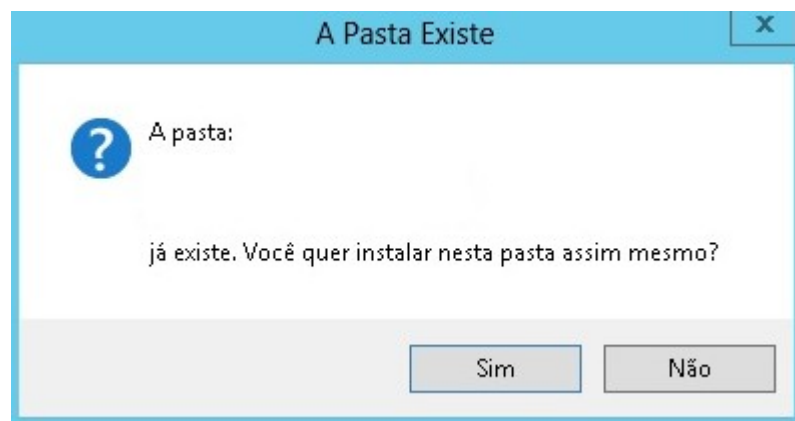 A Pasta Existe
A pasta:
já existe. Você quer instalar nesta pasta assim mesmo?
Sim
Não